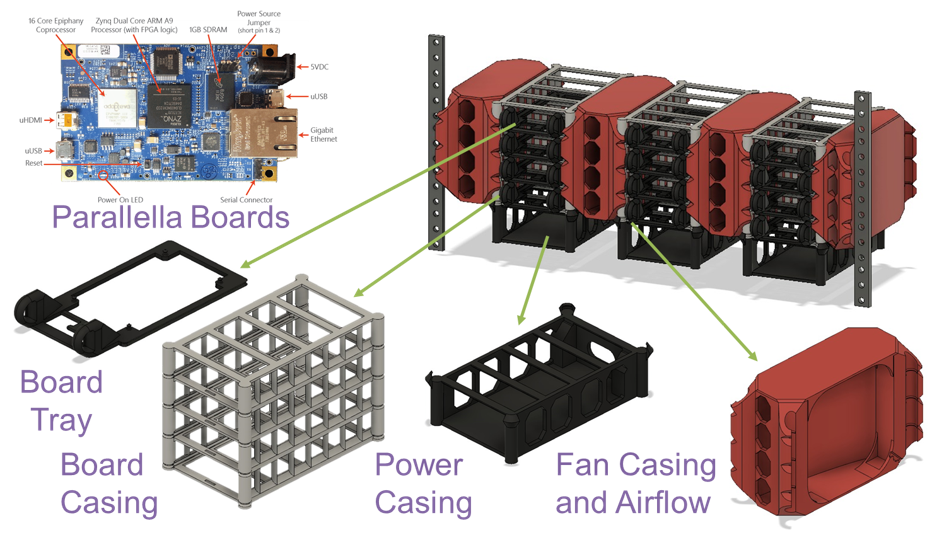 16 Core Epiphany
Coprocessor
Zynq Dual Core ARM A9
Processor (with FPGA logic)
1GB SDRAM
Power Source
Jumper
(short pin 1 & 2)
5VDC
uUSB
Gigabit
Ethernet
uHDMI
uUSB
Reset
Power On LED
Serial Connector
ZYNQ
Parallella Boards
Board
Tray
Board
Casing
Power
Casing
Fan Casing
and Airflow